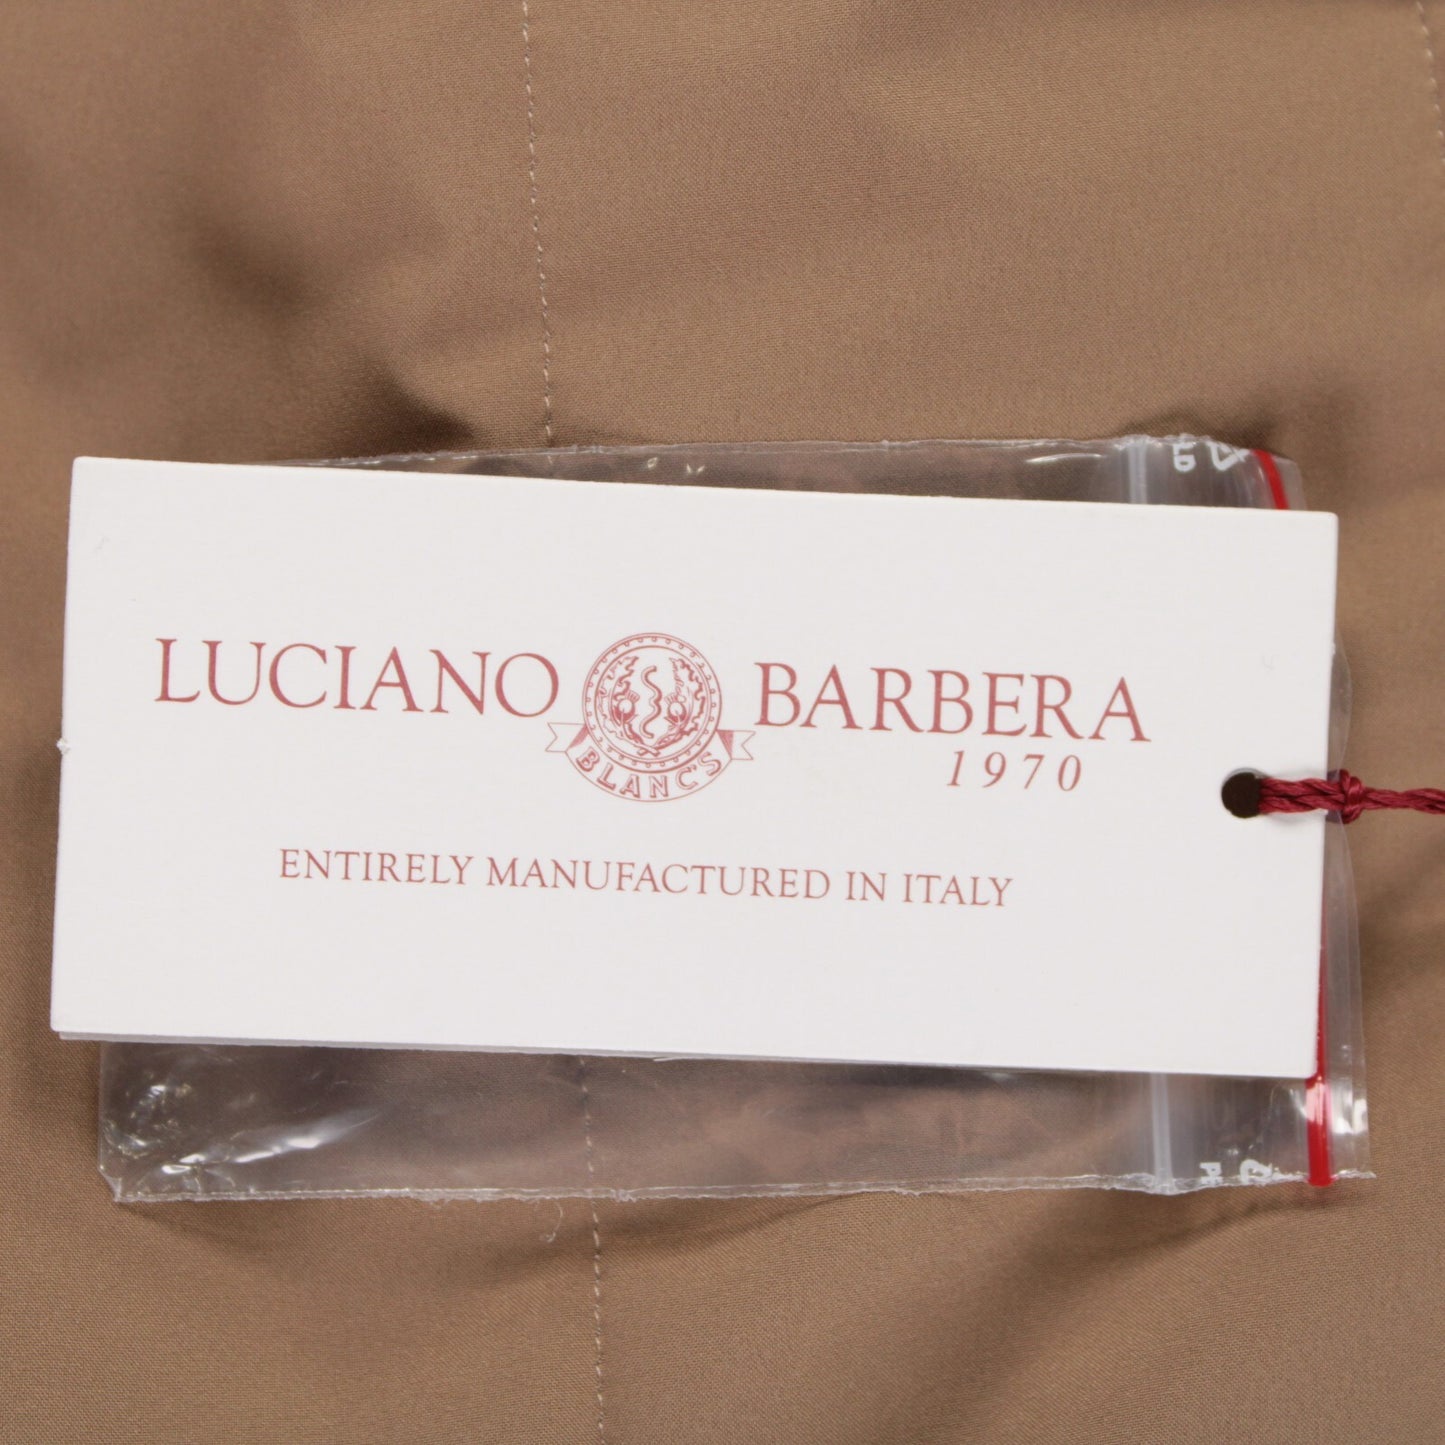 LUCIANO BARBERA
1970
BLANC'S
ENTIRELY MANUFACTURED IN ITALY